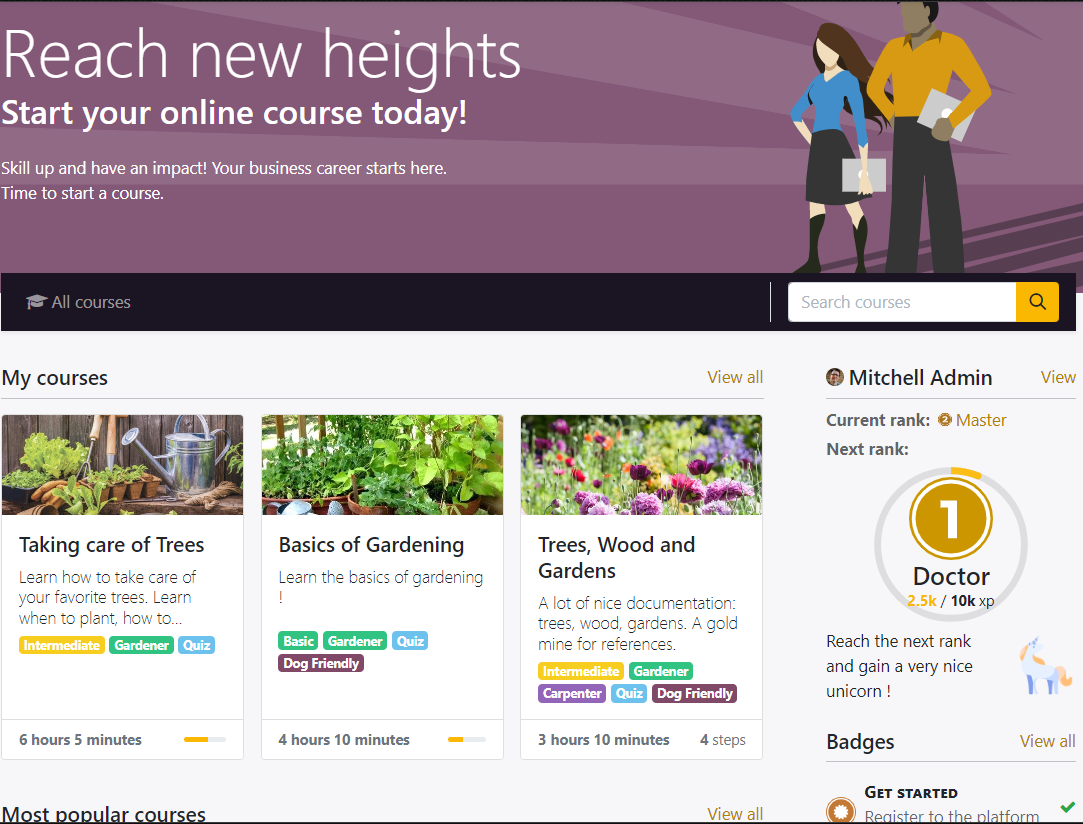 Reach new heights
Start your online course today!
Skill up and have an impact! Your business career starts here.
Time to start a course.
All courses
Search courses
My courses
View all
Taking care of Trees
Learn how to take care of
your favorite trees. Learn
when to plant, how to...
Intermediate Gardener Quiz
6 hours 5 minutes
Basics of Gardening
Learn the basics of gardening
!
Basic Gardener Quiz
Dog Friendly
4 hours 10 minutes
Trees, Wood and
Gardens
A lot of nice documentation:
trees, wood, gardens. A gold
mine for references.
Intermediate Gardener
Carpenter Quiz Dog Friendly
3 hours 10 minutes
4 steps
Most popular courses
View all
Mitchell Admin
View
Current rank: 2 Master
Next rank:
1
Doctor
2.5k / 10k xp
Reach the next rank
and gain a very nice
unicorn !
Badges
View all
Get started
Register to the platform